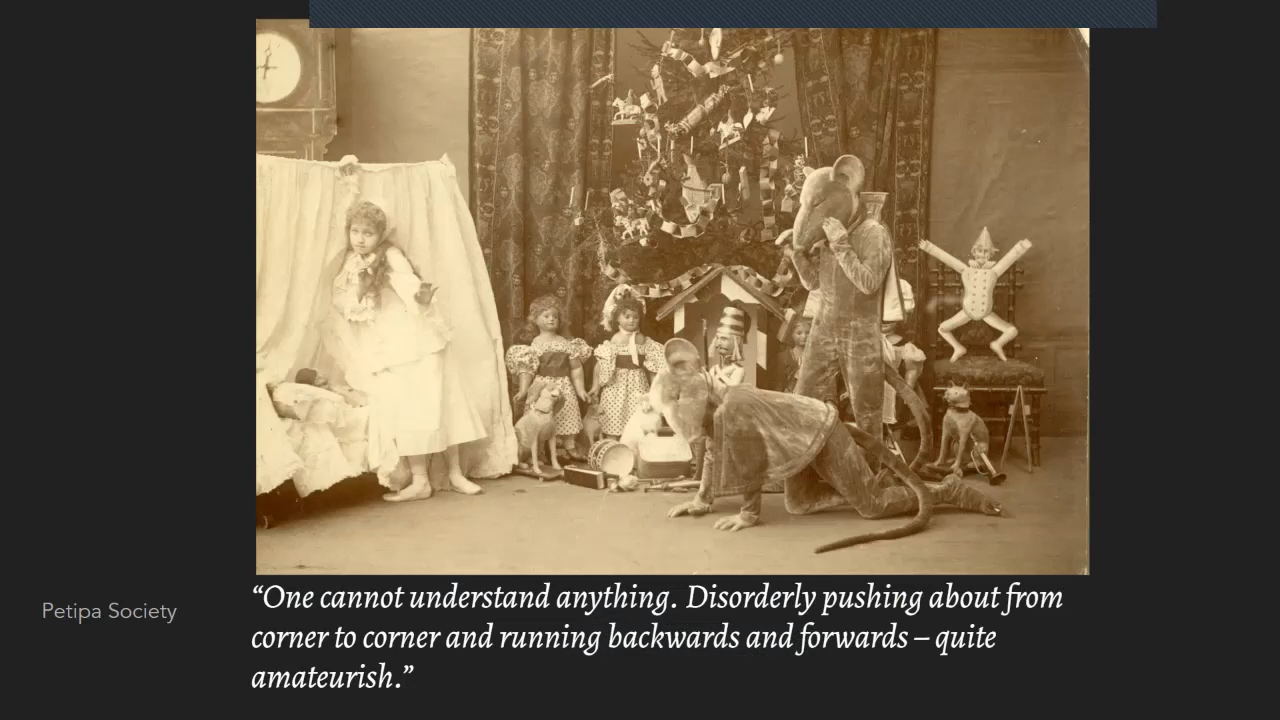 Petipa Society
“One cannot understand anything. Disorderly pushing about from
corner to corner and running backwards and forwards – quite
amateurish.”